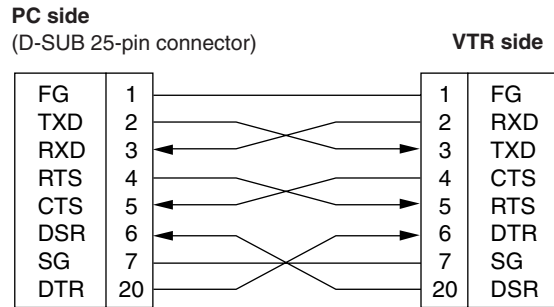 PC side
(D-SUB 25-pin connector) VTR side
FG 1 1 FG
TXD 2 2 RXD
RXD 3 3 TXD
RTS 4 4 CTS
CTS 5 5 RTS
DSR 6 6 DTR
SG 7 7 SG
DTR 20 20 DSR